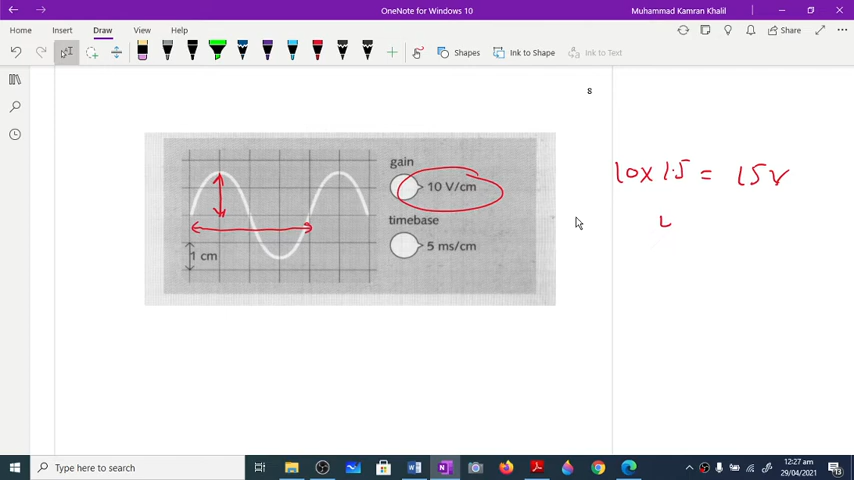 OneNote for Windows 10
Muhammad Kamran Khalil
Home Insert Draw View Help
Share
Shapes
Ink to Shape
Ink to Text
8
gain
10 V/cm
timebase
5 ms/cm
1 cm
10 x 1.5 = 15 V
Type here to search
12:27 am
29/04/2021
13